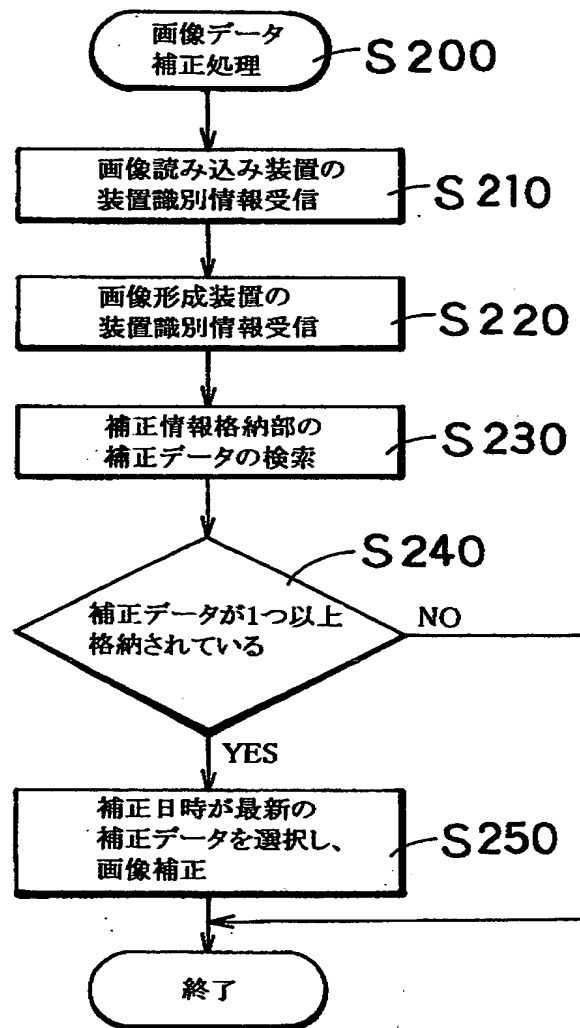 画像データ
補正処理
S200
画像読み込み装置の
装置識別情報受信
S210
画像形成装置の
装置識別情報受信
S220
補正情報格納部の
補正データの検索
S230
S240
補正データが1つ以上
格納されている
NO
YES
補正日時が最新の
補正データを選択し、
画像補正
S250
終了